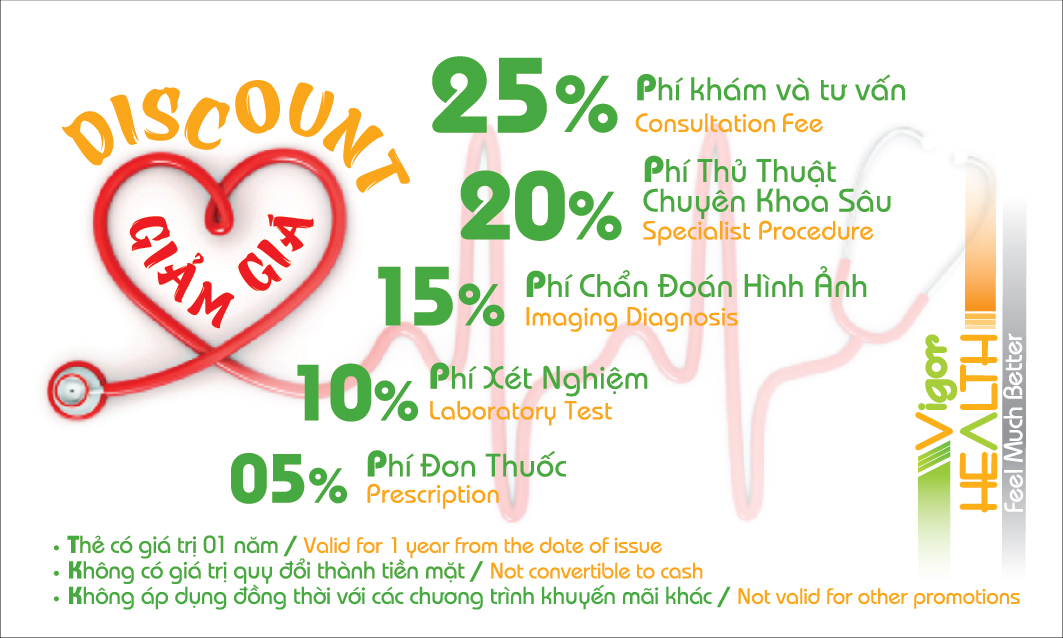 DISCOUNT
GIẢM GIÁ
25% Phí khám và tư vấn
Consultation Fee
20% Phí Thủ Thuật
Chuyên Khoa Sâu
Specialist Procedure
15% Phí Chẩn Đoán Hình Ảnh
Imaging Diagnosis
10% Phí Xét Nghiệm
Laboratory Test
05% Phí Đơn Thuốc
Prescription
Vigor
HEALTH
Feel Much Better
• Thẻ có giá trị 01 năm / Valid for 1 year from the date of issue
• Không có giá trị quy đổi thành tiền mặt / Not convertible to cash
• Không áp dụng đồng thời với các chương trình khuyến mãi khác / Not valid for other promotions